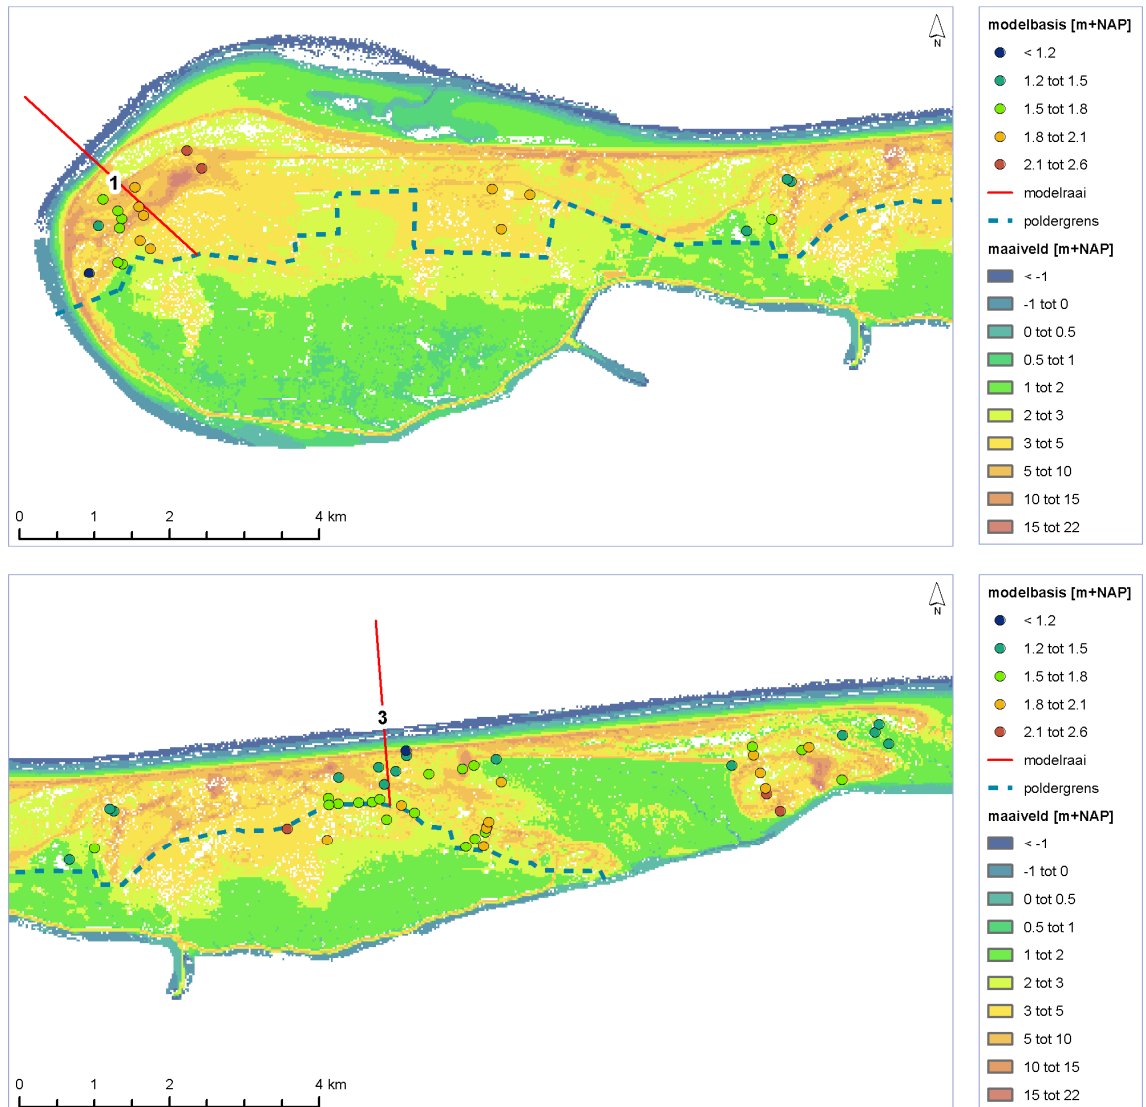 N
1
0
1
2
4 km
modelbasis [m+NAP]
< 1.2
1.2 tot 1.5
1.5 tot 1.8
1.8 tot 2.1
2.1 tot 2.6
modelraai
poldergrens
maaiveld [m+NAP]
< -1
-1 tot 0
0 tot 0.5
0.5 tot 1
1 tot 2
2 tot 3
3 tot 5
5 tot 10
10 tot 15
15 tot 22
N
3
0
1
2
4 km
modelbasis [m+NAP]
< 1.2
1.2 tot 1.5
1.5 tot 1.8
1.8 tot 2.1
2.1 tot 2.6
modelraai
poldergrens
maaiveld [m+NAP]
< -1
-1 tot 0
0 tot 0.5
0.5 tot 1
1 tot 2
2 tot 3
3 tot 5
5 tot 10
10 tot 15
15 tot 22